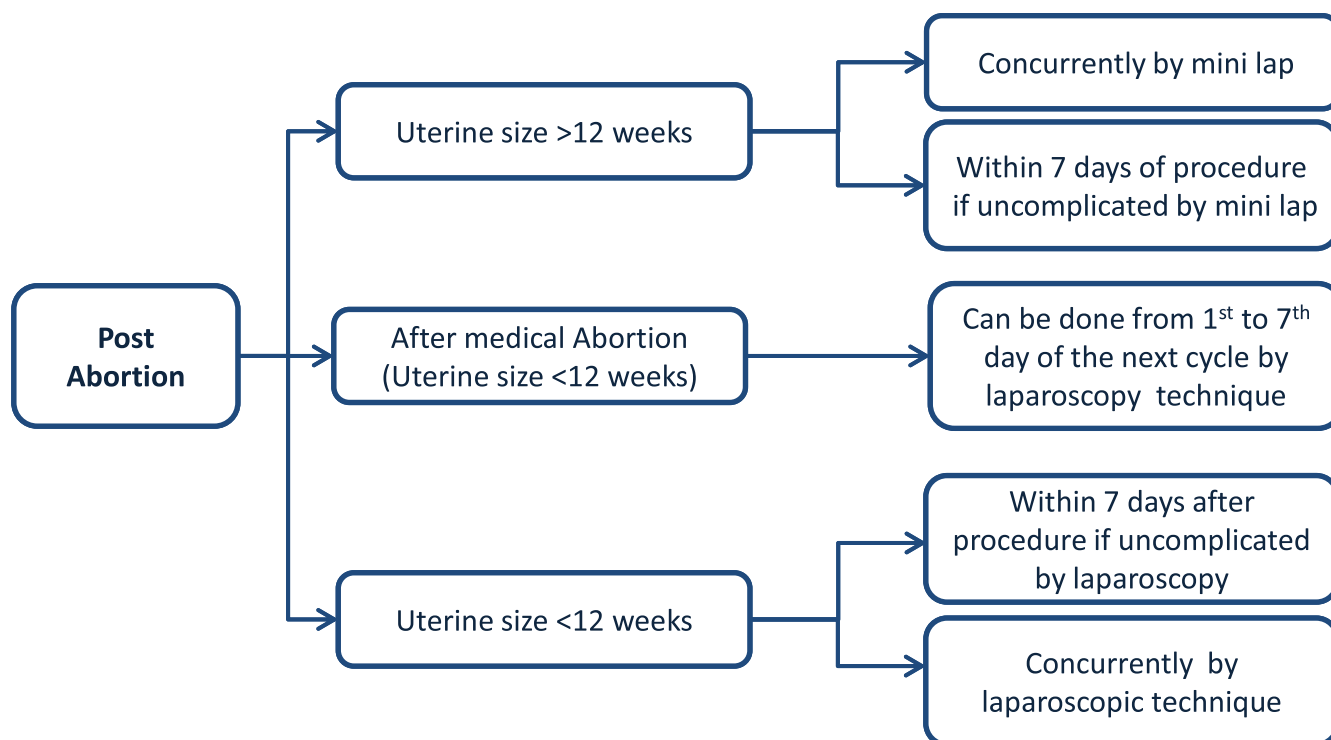 Post
Abortion
Uterine size >12 weeks
Concurrently by mini lap
Within 7 days of procedure
if uncomplicated by mini lap
After medical Abortion
(Uterine size <12 weeks)
Can be done from 1st to 7th
day of the next cycle by
laparoscopy technique
Uterine size <12 weeks
Within 7 days after
procedure if uncomplicated
by laparoscopy
Concurrently by
laparoscopic technique